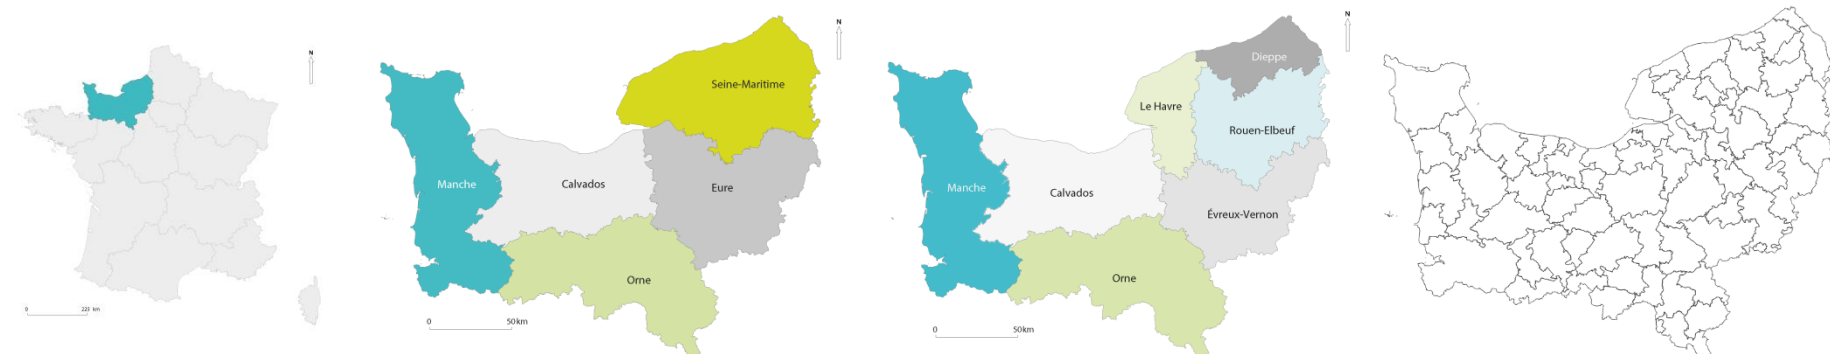 N
0 223 km
N
Seine-Maritime
Manche
Calvados
Eure
Orne
0 50km
N
Dieppe
Le Havre
Rouen-Elbeuf
Manche
Calvados
Évreux-Vernon
Orne
0 50km